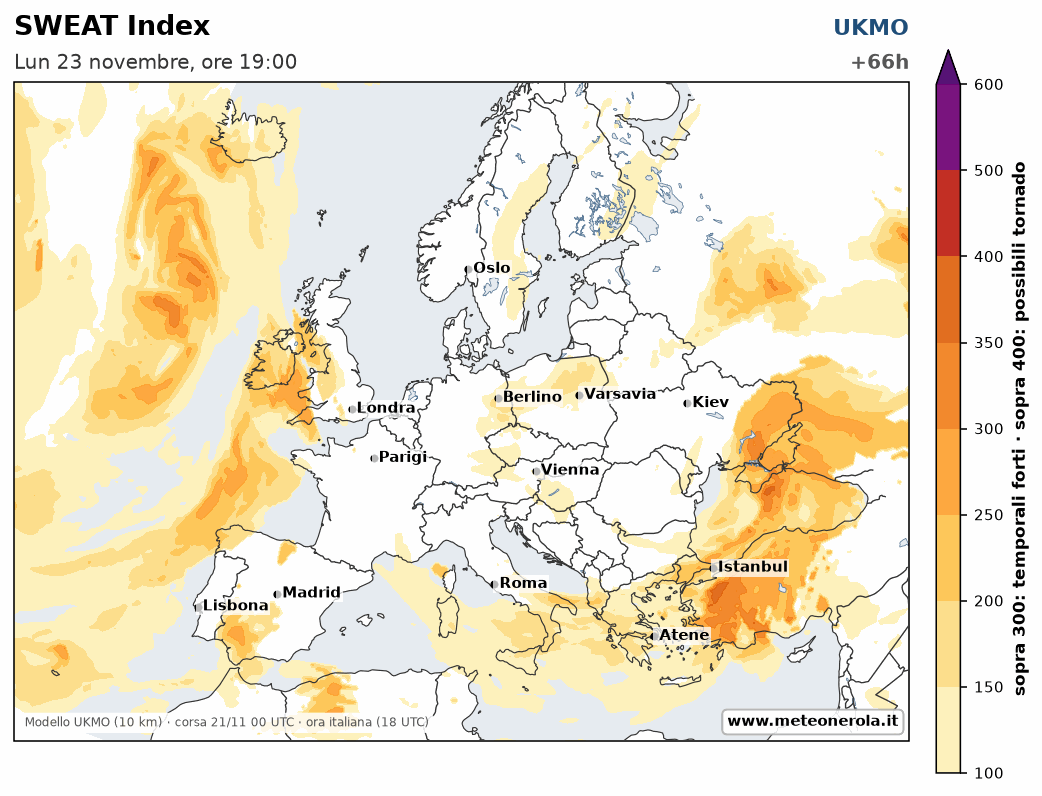 SWEAT Index
UKMO
Lun 23 novembre, ore 19:00
+66h
600
500
400
350
300
250
200
150
100
sopra 300: temporali forti · sopra 400: possibili tornado
Oslo
Berlino
Varsavia
Kiev
Londra
Parigi
Vienna
Istanbul
Roma
Madrid
Lisbona
Atene
Modello UKMO (10 km) · corsa 21/11 00 UTC · ora italiana (18 UTC)
www.meteonerola.it